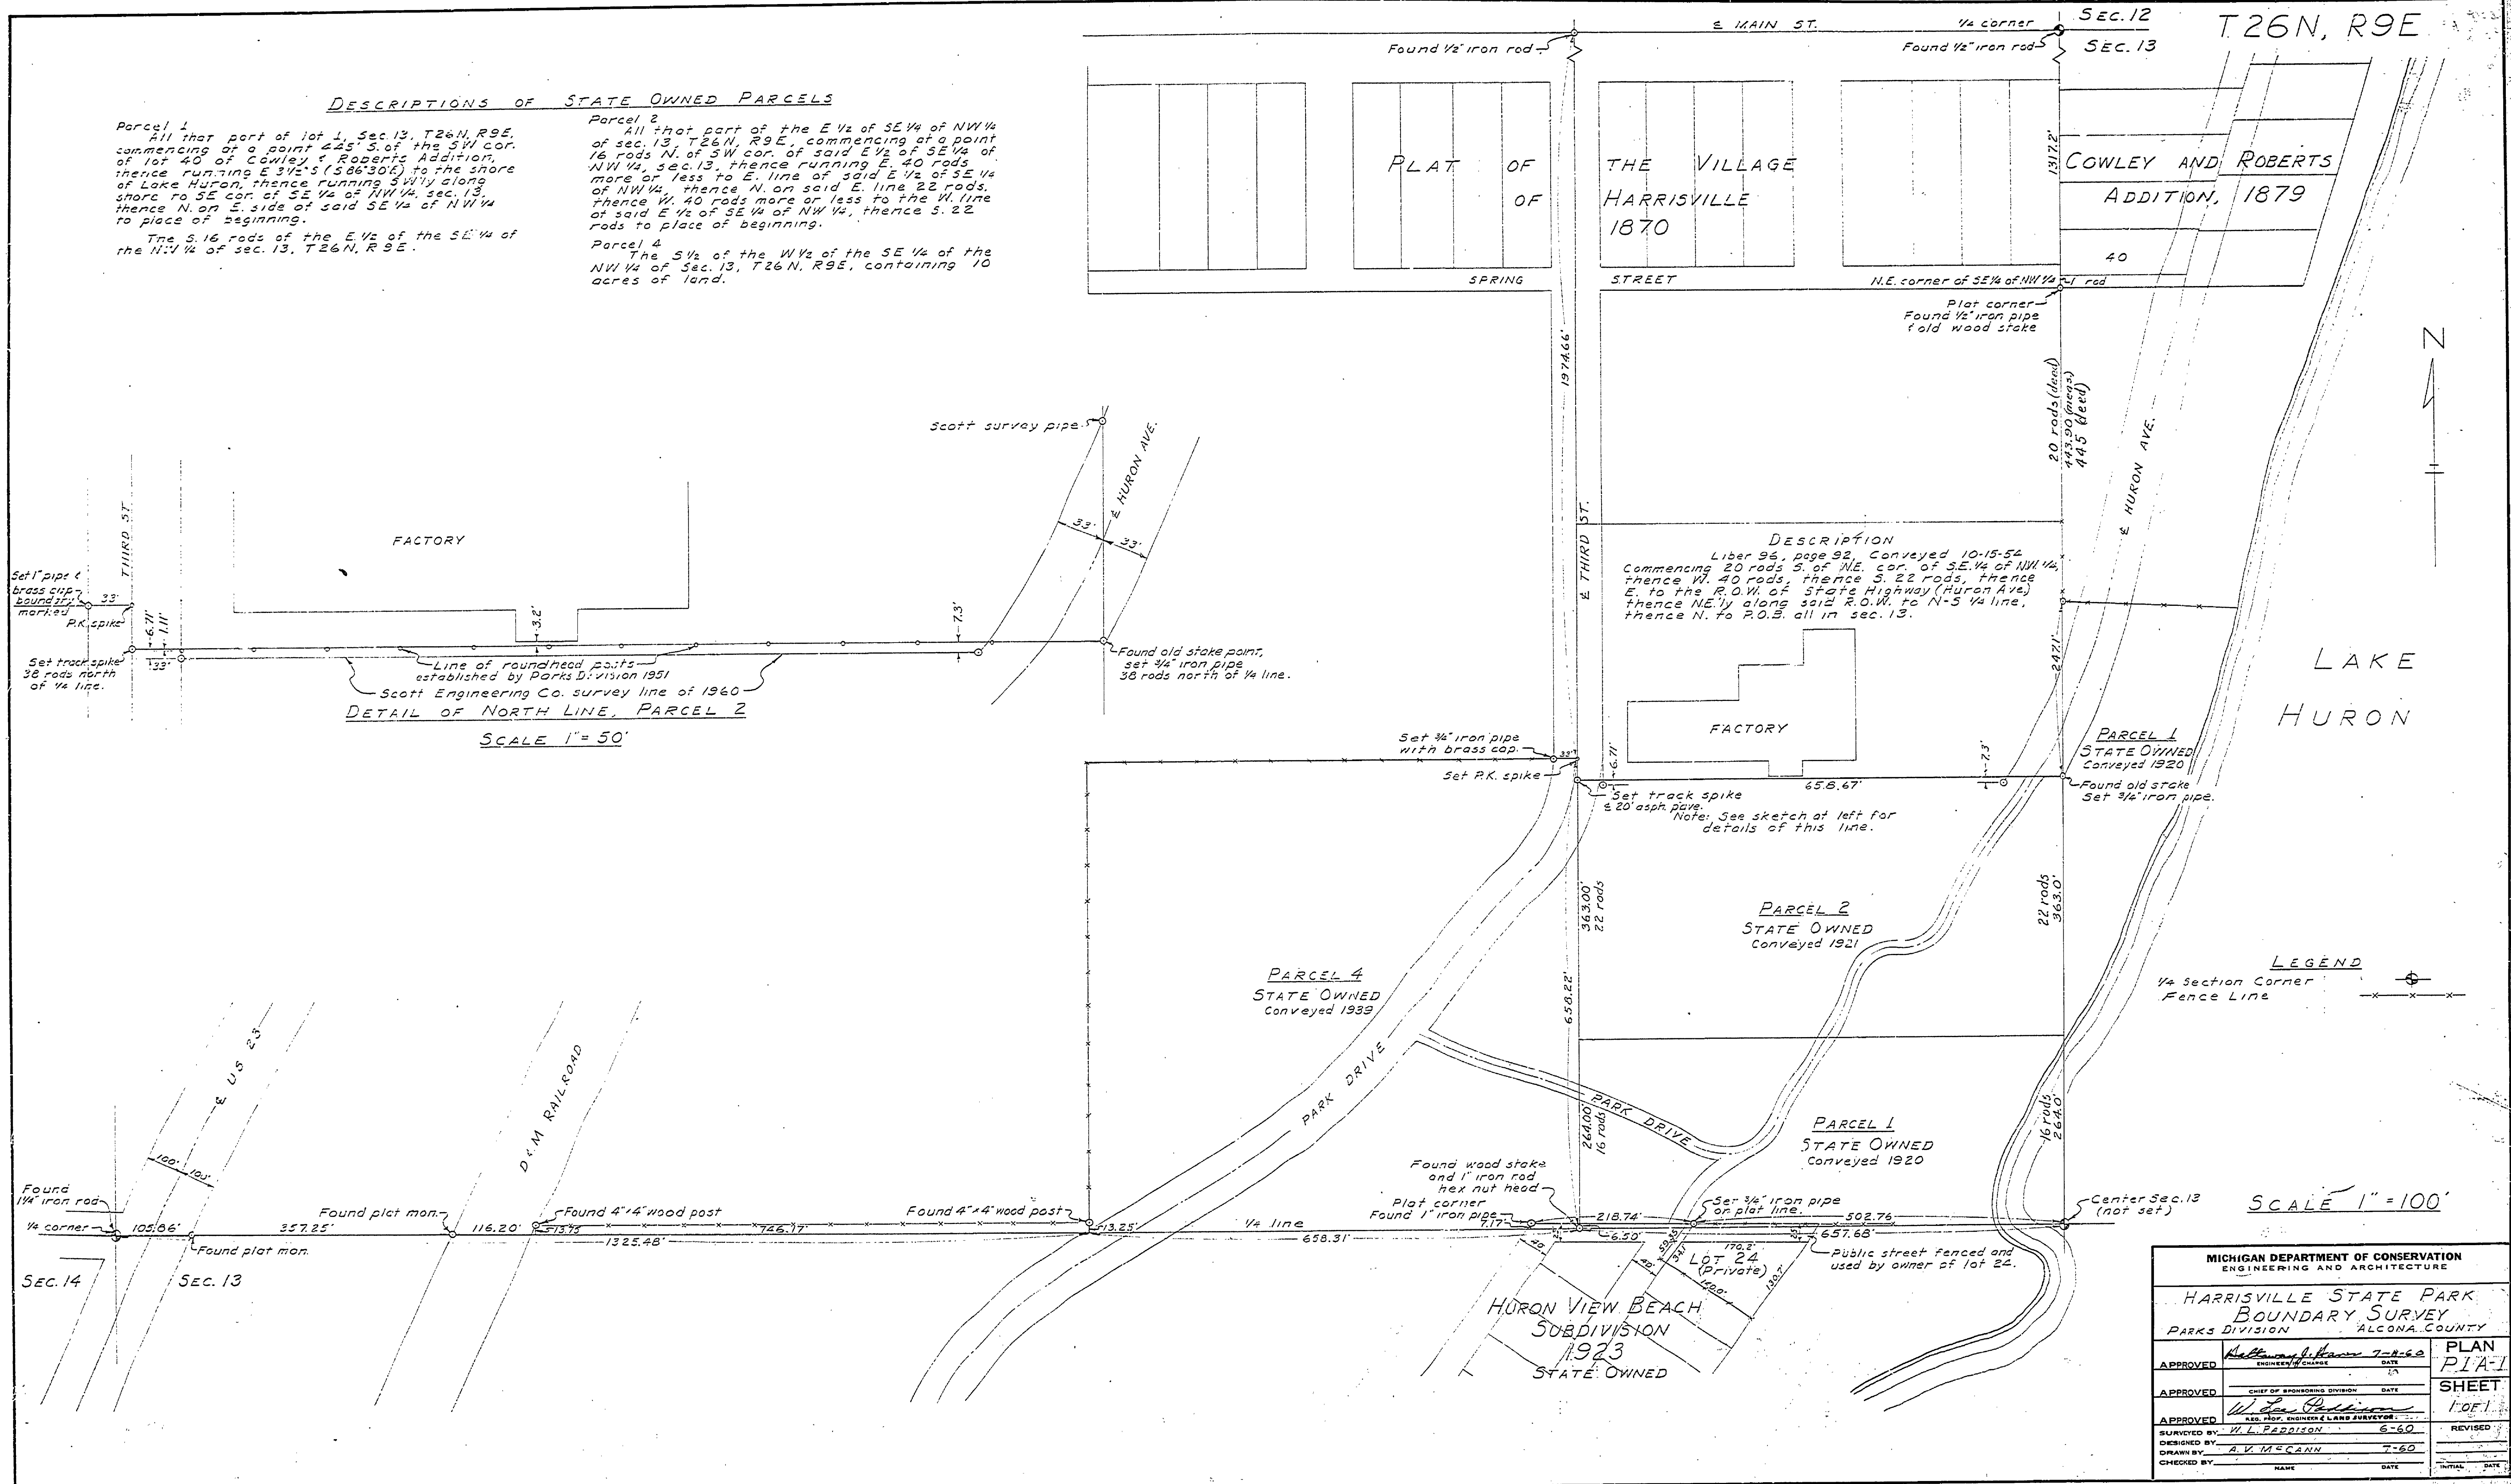 T.26N, R9E
SEC. 12
SEC. 13
¼ corner
℄ MAIN ST.
Found ½" iron rod
Found ½" iron rod
DESCRIPTIONS OF STATE OWNED PARCELS
Parcel 1
All that part of lot 1, Sec. 13, T26N, R9E,
commencing at a point 445' S. of the SW cor.
of lot 40 of Cowley & Roberts Addition,
thence running E 3½°S (S86°30'E) to the shore
of Lake Huron, thence running SW'ly along
shore to SE cor. of SE ¼ of NW ¼, sec. 13,
thence N. on E. side of said SE ¼ of NW ¼
to place of beginning.
The S. 16 rods of the E. ½ of the SE ¼ of
the NW ¼ of sec. 13, T26N, R9E.
Parcel 2
All that part of the E ½ of SE ¼ of NW ¼
of sec. 13, T26N, R9E, commencing at a point
16 rods N. of SW cor. of said E ½ of SE ¼ of
NW ¼, sec. 13, thence running E. 40 rods
more or less to E. line of said E ½ of SE ¼
of NW ¼, thence N. on said E. line 22 rods,
thence W. 40 rods more or less to the W. line
of said E ½ of SE ¼ of NW ¼, thence S. 22
rods to place of beginning.
Parcel 4
The S ½ of the W ½ of the SE ¼ of the
NW ¼ of Sec. 13, T26N, R9E, containing 10
acres of land.
PLAT OF THE VILLAGE
OF HARRISVILLE
1870
1317.2'
COWLEY AND ROBERTS
ADDITION, 1879
40
SPRING STREET
N.E. corner of SE ¼ of NW ¼
1 rod
Plat corner
Found ½" iron pipe
& old wood stake
N
1974.66'
20 rods (deed)
443.90 (meas)
445 (deed)
℄ HURON AVE.
Scott survey pipe
℄ HURON AVE.
33'
33'
THIRD ST.
FACTORY
Set 1" pipe &
brass cap
boundary
marked
33'
P.K. spike
6.71'
1.11'
33'
3.2'
7.3'
Set track spike
38 rods north
of ¼ line.
Line of roundhead posts
established by Parks Division 1951
Scott Engineering Co. survey line of 1960
Found old stake point,
set ¾" iron pipe
38 rods north of ¼ line.
DETAIL OF NORTH LINE, PARCEL 2
SCALE 1" = 50'
℄ THIRD ST.
DESCRIPTION
Liber 96, page 92, Conveyed 10-15-54
Commencing 20 rods S. of N.E. cor. of S.E. ¼ of NW. ¼,
thence W. 40 rods, thence S. 22 rods, thence
E. to the R.O.W. of State Highway (Huron Ave)
thence NE'ly along said R.O.W. to N-S ¼ line,
thence N. to P.O.B. all in sec. 13.
247.1'
LAKE
HURON
FACTORY
Set ¾" iron pipe
with brass cap.
33'
Set P.K. spike
6.71'
658.67'
7.3'
Set track spike
℄ 20' asph. pave.
Note: See sketch at left for
details of this line.
PARCEL 1
STATE OWNED
Conveyed 1920
Found old stake
Set ¾" iron pipe.
363.00'
22 rods
22 rods
363.0'
PARCEL 2
STATE OWNED
Conveyed 1921
PARCEL 4
STATE OWNED
Conveyed 1939
658.22'
LEGEND
¼ Section Corner
Fence Line
℄ US 23
D&M RAILROAD
PARK DRIVE
PARK DRIVE
264.00'
16 rods
16 rods
264.0'
PARCEL 1
STATE OWNED
Conveyed 1920
100'
100'
Found
1¼" iron rod
¼ corner
105.86'
357.25'
Found plat mon.
Found plat mon.
116.20'
Found 4"x4" wood post
13.75
746.17'
1325.48'
Found 4"x4" wood post
13.25'
¼ line
658.31'
Found wood stake
and 1" iron rod
hex nut head
Plat corner
Found 1" iron pipe
7.17'
218.74'
6.50'
Set ¾" iron pipe
on plat line.
502.76
657.68'
Center Sec. 13
(not set)
SCALE 1" = 100'
SEC. 14
SEC. 13
40
40'
170.2'
LOT 24
(Private)
150.0'
130.7
Public street fenced and
used by owner of lot 24.
HURON VIEW BEACH
SUBDIVISION
1923
STATE OWNED
MICHIGAN DEPARTMENT OF CONSERVATION
ENGINEERING AND ARCHITECTURE
HARRISVILLE STATE PARK
BOUNDARY SURVEY
PARKS DIVISION ALCONA COUNTY
APPROVED 7-11-60
ENGINEER IN CHARGE DATE
PLAN
P1A-1
APPROVED
CHIEF OF SPONSORING DIVISION DATE
SHEET
1 OF 1
APPROVED W. Lee Paddison
REG. PROF. ENGINEER & LAND SURVEYOR
SURVEYED BY W. L. PADDISON 6-60
REVISED
DESIGNED BY
DRAWN BY A. V. McCANN 7-60
CHECKED BY
NAME DATE
INITIAL DATE